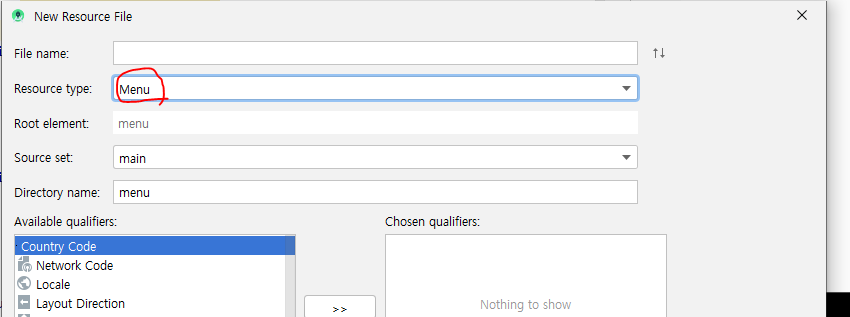 New Resource File
File name:
Resource type: Menu
Root element: menu
Source set: main
Directory name: menu
Available qualifiers: Chosen qualifiers:
Country Code
Network Code
Locale
Layout Direction
>> Nothing to show